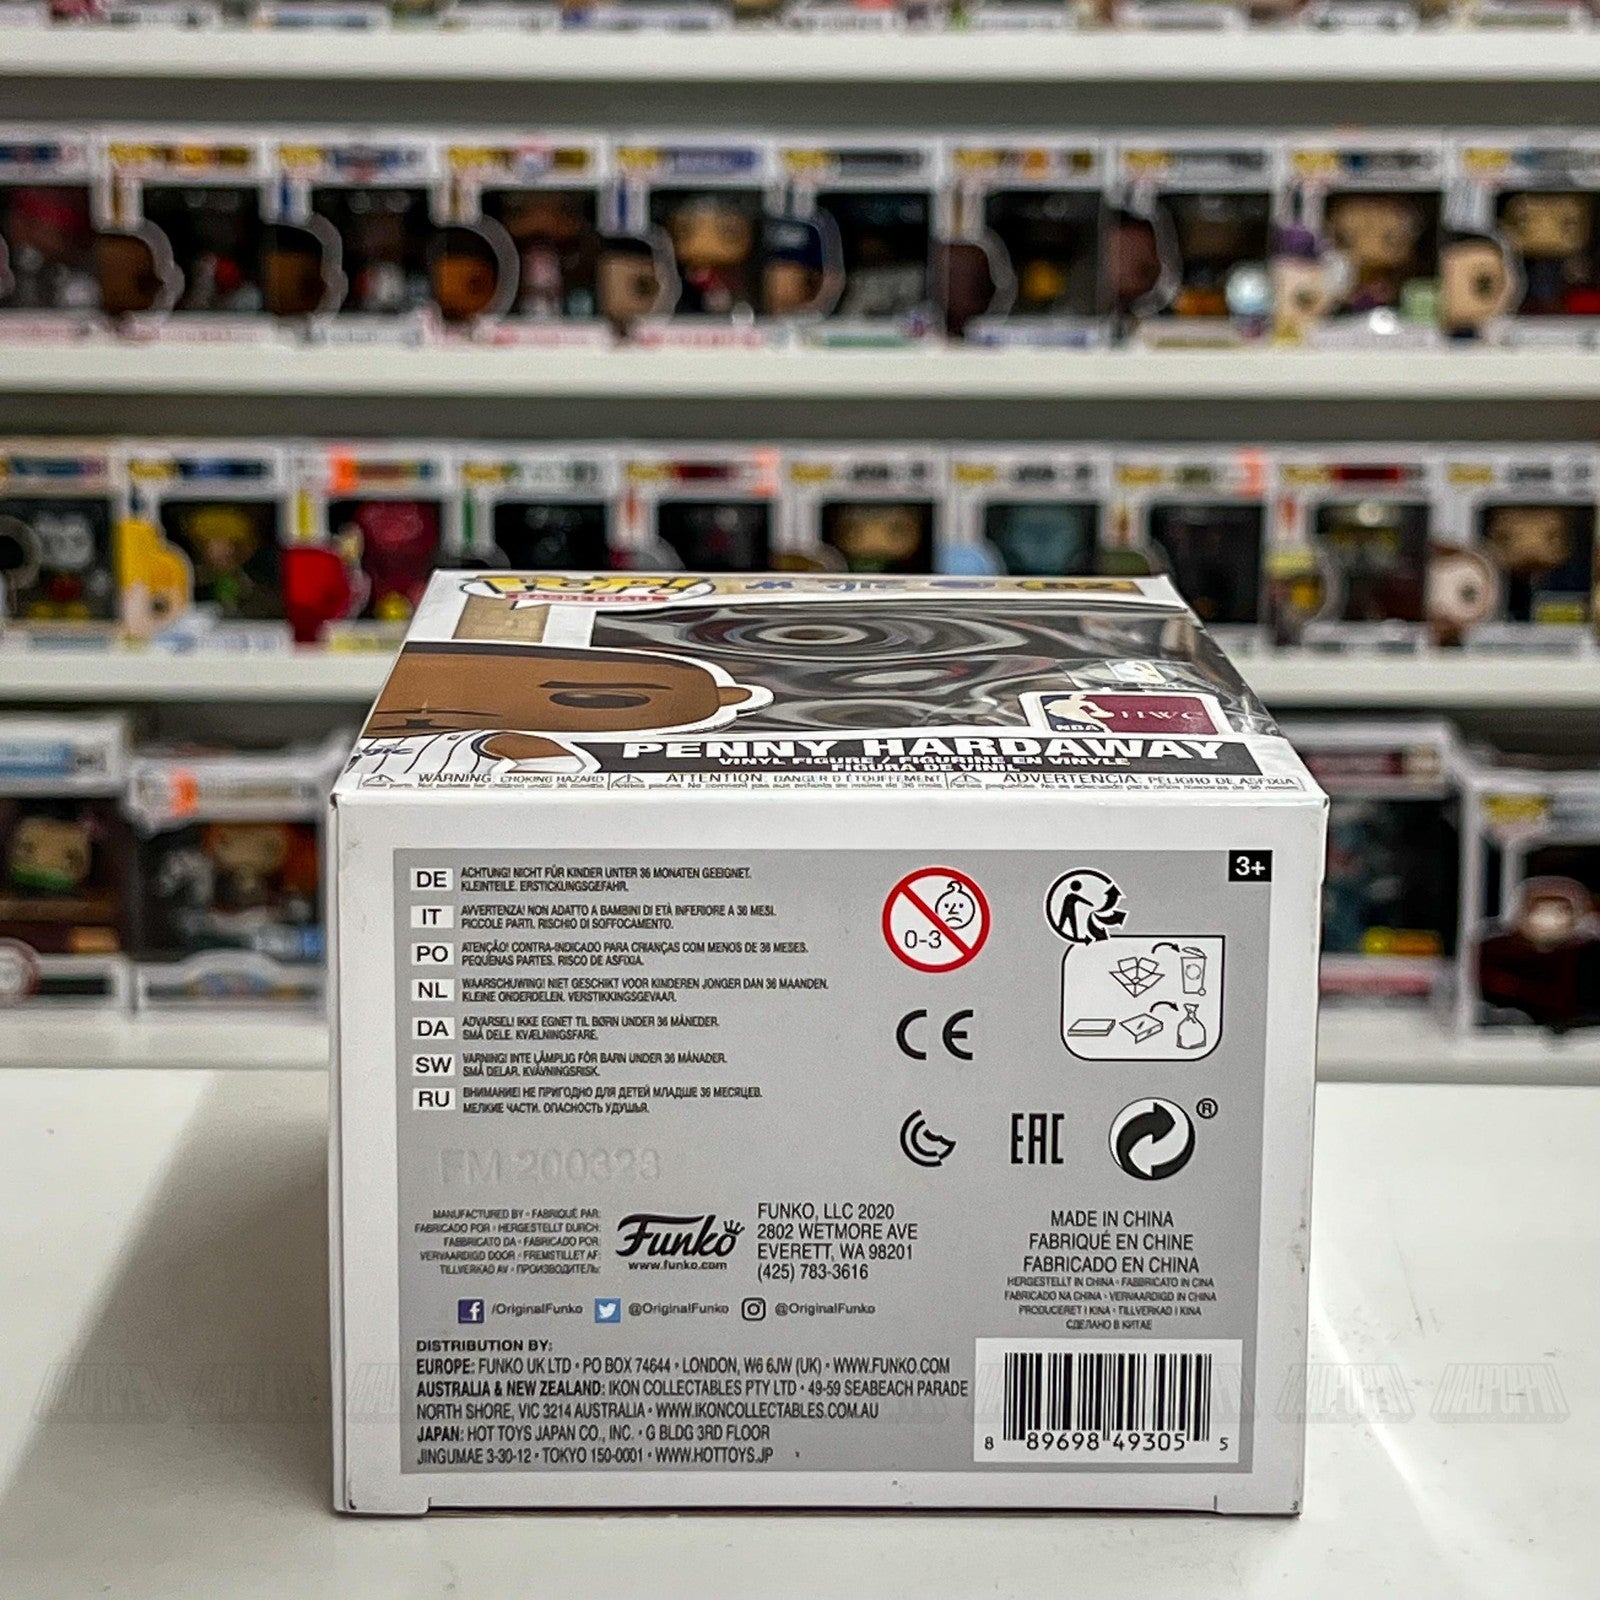 POP!
BASKETBALL
Magic
82
NBA
HWC
PENNY HARDAWAY
VINYL FIGURE / FIGURINE EN VINYLE
FIGURA DE VINIL
WARNING: CHOKING HAZARD
ATTENTION: DANGER D'ÉTOUFFEMENT
ADVERTENCIA: PELIGRO DE ASFIXIA
3+
DE ACHTUNG! NICHT FÜR KINDER UNTER 36 MONATEN GEEIGNET.
KLEINTEILE. ERSTICKUNGSGEFAHR.
IT AVVERTENZA! NON ADATTO A BAMBINI DI ETÀ INFERIORE A 36 MESI.
PICCOLE PARTI. RISCHIO DI SOFFOCAMENTO.
PO ATENÇÃO! CONTRA-INDICADO PARA CRIANÇAS COM MENOS DE 36 MESES.
PEQUENAS PARTES. RISCO DE ASFIXIA.
NL WAARSCHUWING! NIET GESCHIKT VOOR KINDEREN JONGER DAN 36 MAANDEN.
KLEINE ONDERDELEN. VERSTIKKINGSGEVAAR.
DA ADVARSEL! IKKE EGNET TIL BØRN UNDER 36 MÅNEDER.
SMÅ DELE. KVÆLNINGSFARE.
SW VARNING! INTE LÄMPLIG FÖR BARN UNDER 36 MÅNADER.
SMÅ DELAR. KVÄVNINGSRISK.
RU ВНИМАНИЕ! НЕ ПРИГОДНО ДЛЯ ДЕТЕЙ МЛАДШЕ 36 МЕСЯЦЕВ.
МЕЛКИЕ ЧАСТИ. ОПАСНОСТЬ УДУШЬЯ.
0-3
CE
EAC
®
FM-200323
MANUFACTURED BY • FABRIQUÉ PAR:
FABRICADO POR • HERGESTELLT DURCH:
FABBRICATO DA • FABRICADO POR:
VERVAARDIGD DOOR • FREMSTILLET AF:
TILLVERKAD AV • ПРОИЗВОДИТЕЛЬ:
Funko
www.funko.com
FUNKO, LLC 2020
2802 WETMORE AVE
EVERETT, WA 98201
(425) 783-3616
MADE IN CHINA
FABRIQUÉ EN CHINE
FABRICADO EN CHINA
HERGESTELLT IN CHINA • FABBRICATO IN CINA
FABRICADO NA CHINA • VERVAARDIGD IN CHINA
PRODUCERET I KINA • TILLVERKAD I KINA
СДЕЛАНО В КИТАЕ
/OriginalFunko @OriginalFunko @OriginalFunko
DISTRIBUTION BY:
EUROPE: FUNKO UK LTD • PO BOX 74644 • LONDON, W6 6JW (UK) • WWW.FUNKO.COM
AUSTRALIA & NEW ZEALAND: IKON COLLECTABLES PTY LTD • 49-59 SEABEACH PARADE
NORTH SHORE, VIC 3214 AUSTRALIA • WWW.IKONCOLLECTABLES.COM.AU
JAPAN: HOT TOYS JAPAN CO., INC. • G BLDG 3RD FLOOR
JINGUMAE 3-30-12 • TOKYO 150-0001 • WWW.HOTTOYS.JP
8 89698 49305 5